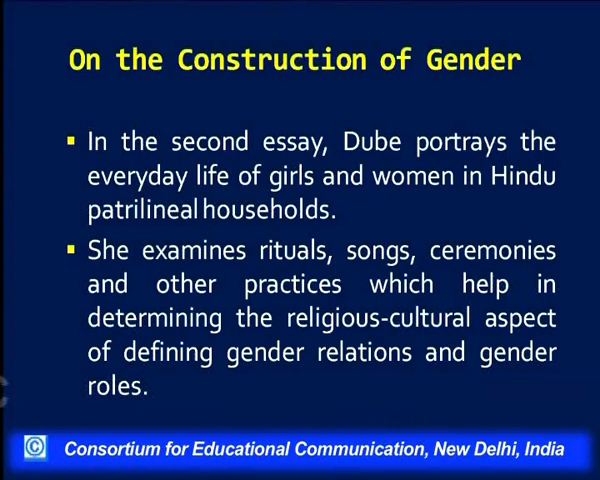 On the Construction of Gender
▪ In the second essay, Dube portrays the
everyday life of girls and women in Hindu
patrilineal households.
▪ She examines rituals, songs, ceremonies
and other practices which help in
determining the religious-cultural aspect
of defining gender relations and gender
roles.
© Consortium for Educational Communication, New Delhi, India